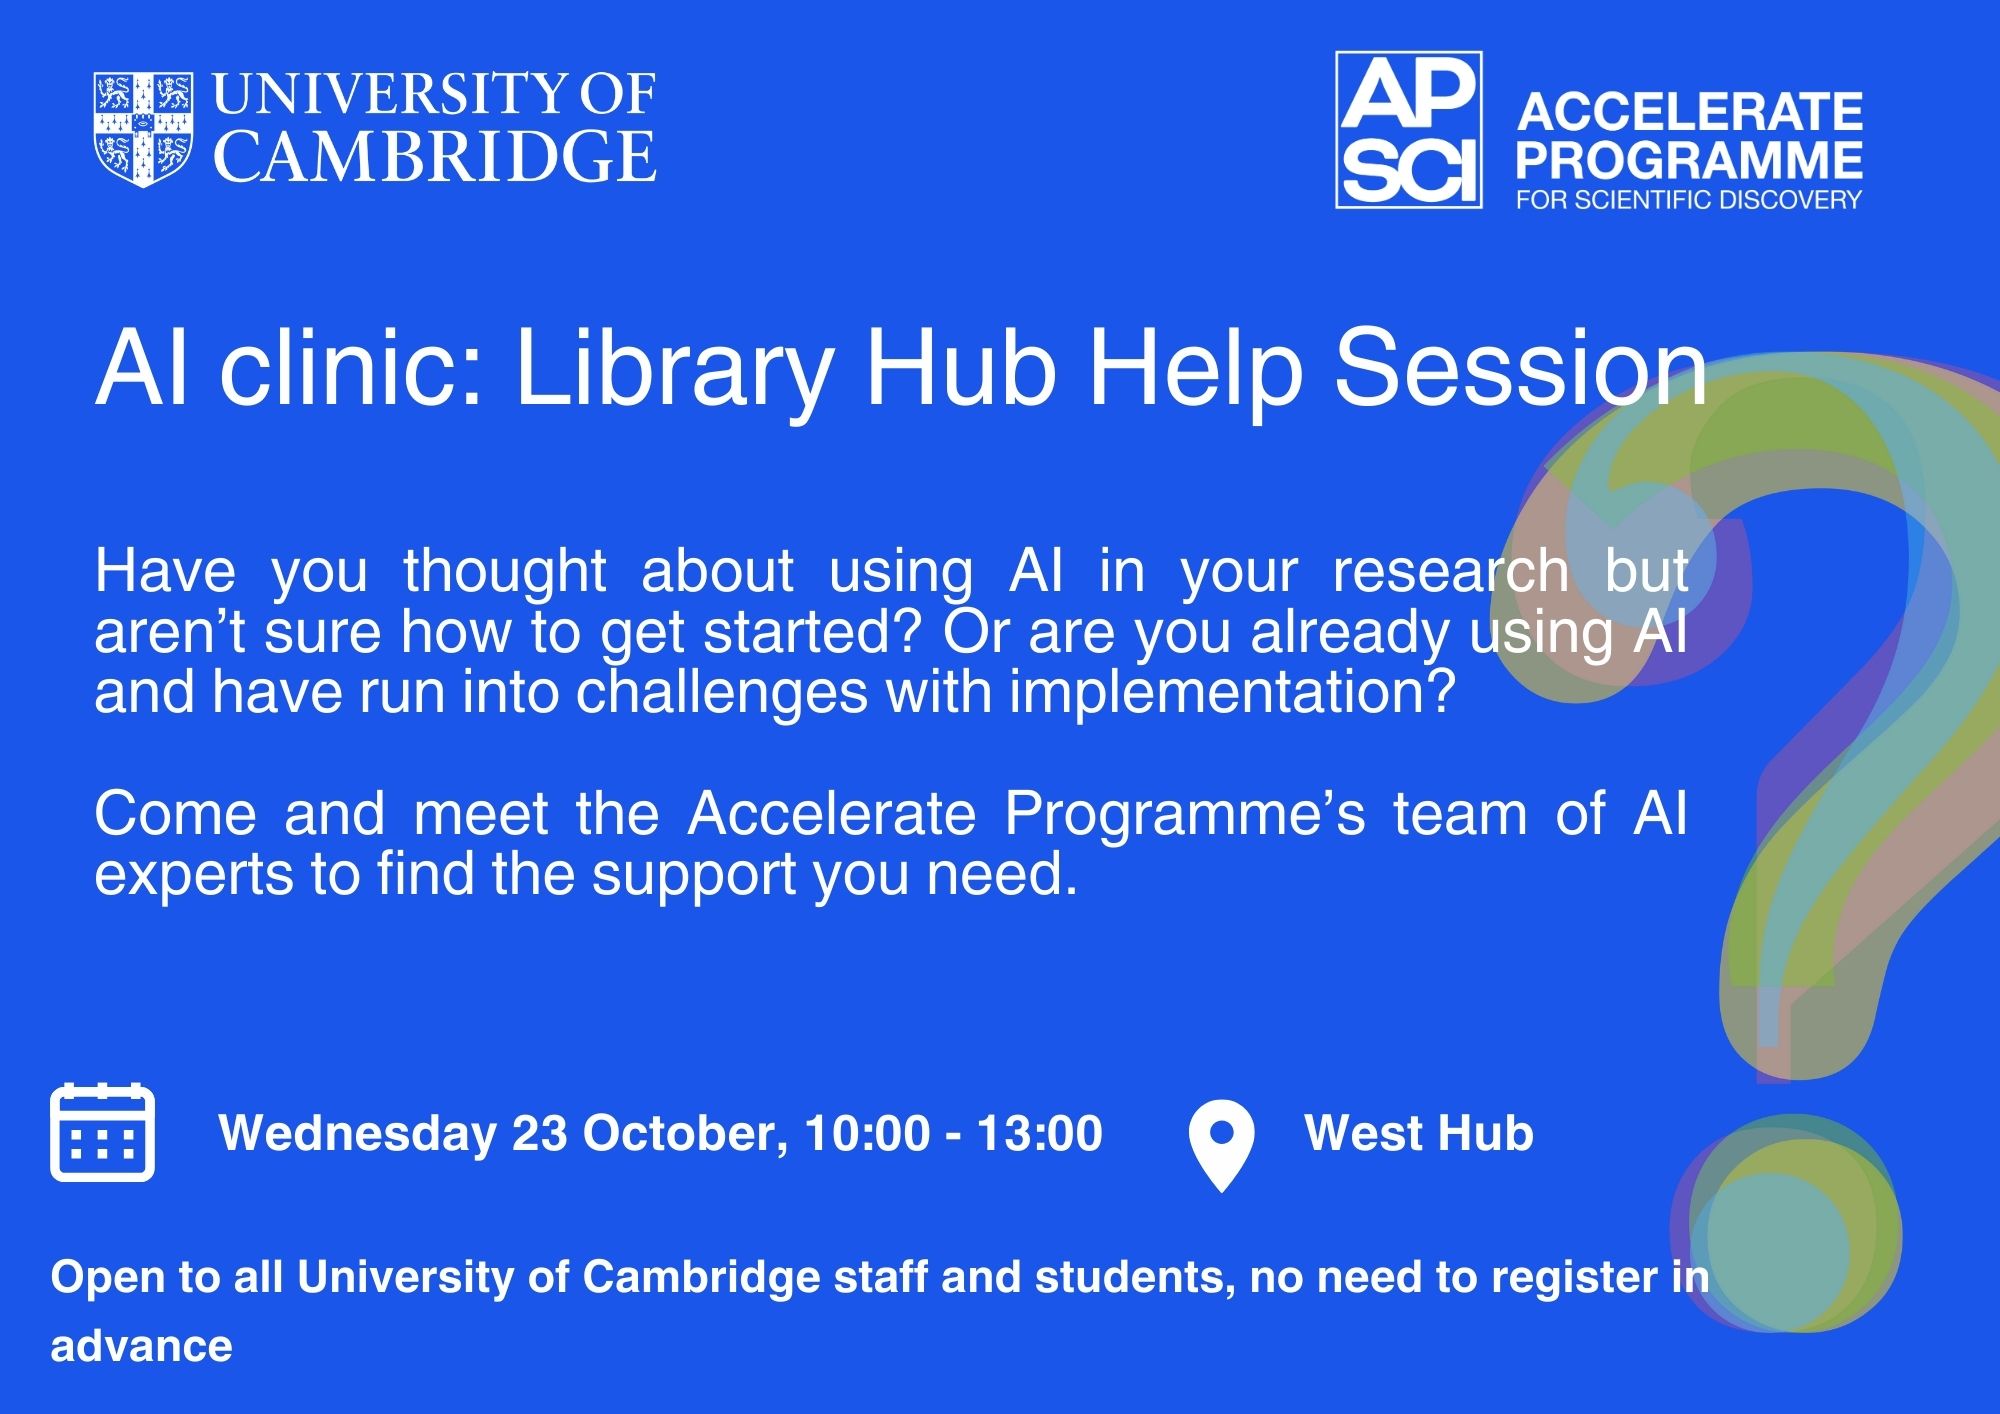 UNIVERSITY OF
CAMBRIDGE
AP
SCI
ACCELERATE
PROGRAMME
FOR SCIENTIFIC DISCOVERY
AI clinic: Library Hub Help Session
Have you thought about using AI in your research but
aren’t sure how to get started? Or are you already using AI
and have run into challenges with implementation?
Come and meet the Accelerate Programme’s team of AI
experts to find the support you need.
Wednesday 23 October, 10:00 - 13:00
West Hub
Open to all University of Cambridge staff and students, no need to register in
advance